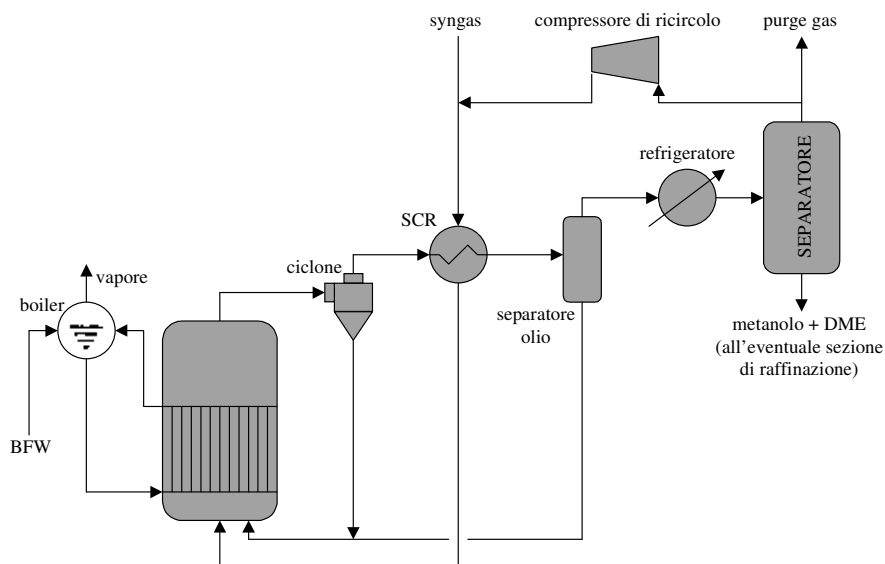 syngas
compressore di ricircolo
purge gas
refrigeratore
SEPARATORE
SCR
ciclone
vapore
boiler
separatore
olio
metanolo + DME
(all'eventuale sezione
di raffinazione)
BFW